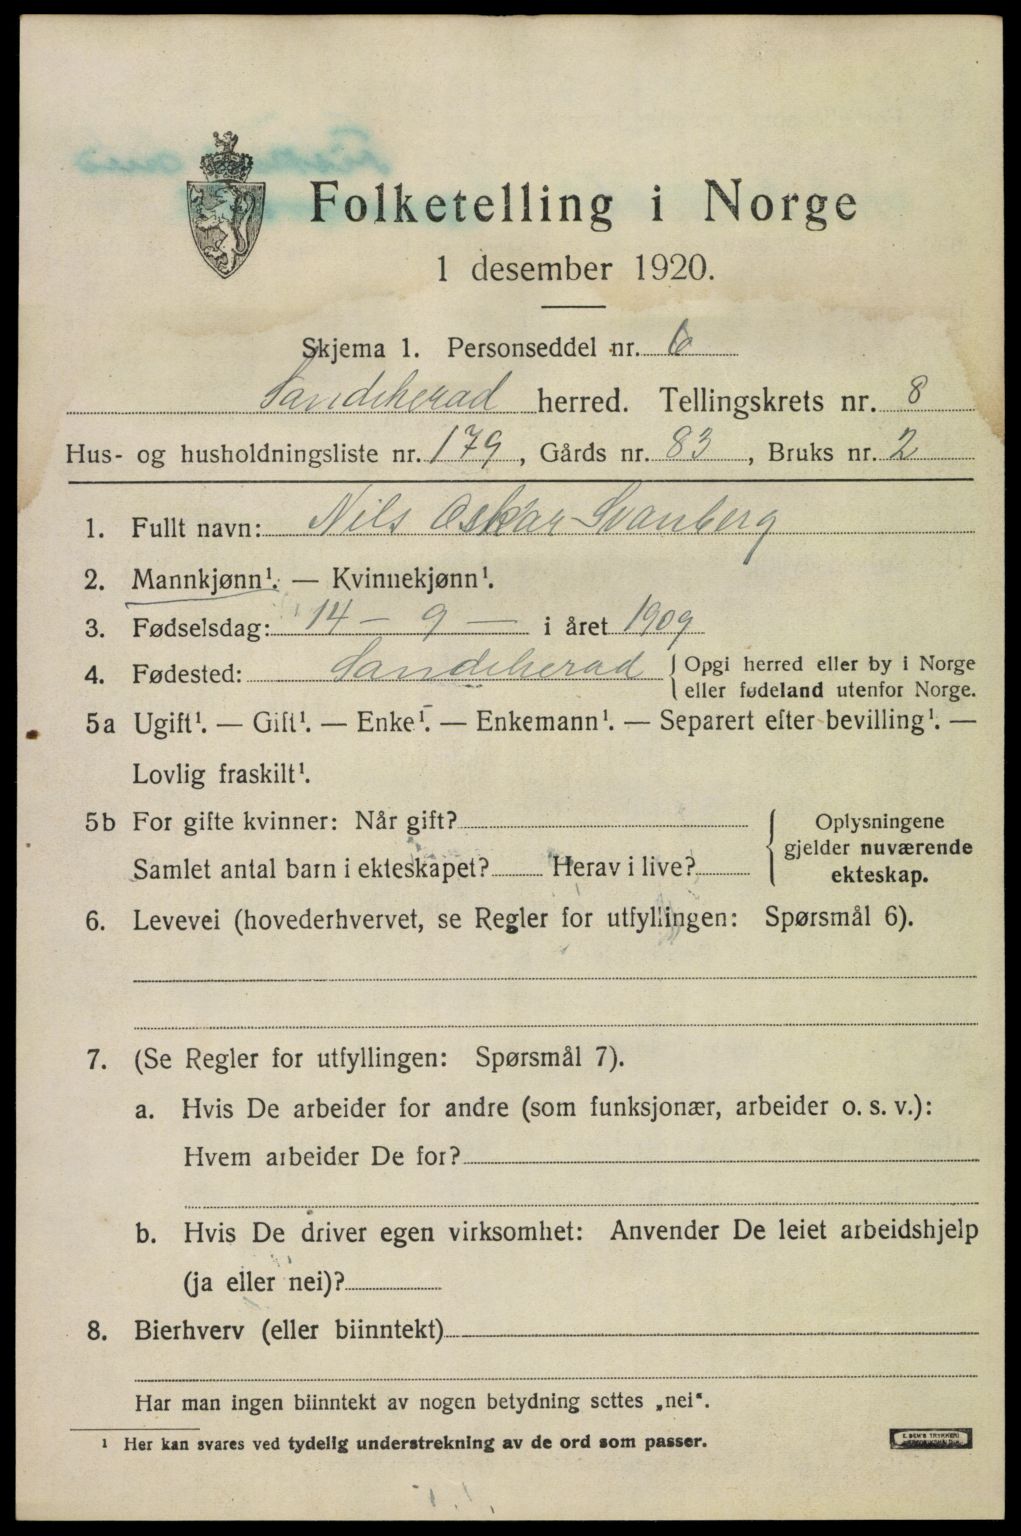 Folketelling i Norge
1 desember 1920.
Skjema 1. Personseddel nr. 6
Sandeherad herred. Tellingskrets nr. 8
Hus- og husholdningsliste nr. 179, Gårds nr. 83, Bruks nr. 2
1. Fullt navn: Nils Oskar Svanberg
2. Mannkjønn¹. — Kvinnekjønn¹.
3. Fødselsdag: 14 - 9 - i året 1909
4. Fødested: Sandeherad { Opgi herred eller by i Norge
eller fødeland utenfor Norge.
5a Ugift¹. — Gift¹. — Enke¹. — Enkemann¹. — Separert efter bevilling¹. —
Lovlig fraskilt¹.
5b For gifte kvinner: Når gift?
Samlet antal barn i ekteskapet? Herav i live?
{ Oplysningene
gjelder nuværende
ekteskap.
6. Levevei (hovederhvervet, se Regler for utfyllingen: Spørsmål 6).
7. (Se Regler for utfyllingen: Spørsmål 7).
a. Hvis De arbeider for andre (som funksjonær, arbeider o. s. v.):
Hvem arbeider De for?
b. Hvis De driver egen virksomhet: Anvender De leiet arbeidshjelp
(ja eller nei)?
8. Bierhverv (eller biinntekt)
Har man ingen biinntekt av nogen betydning settes „nei“.
¹ Her kan svares ved tydelig understrekning av de ord som passer.